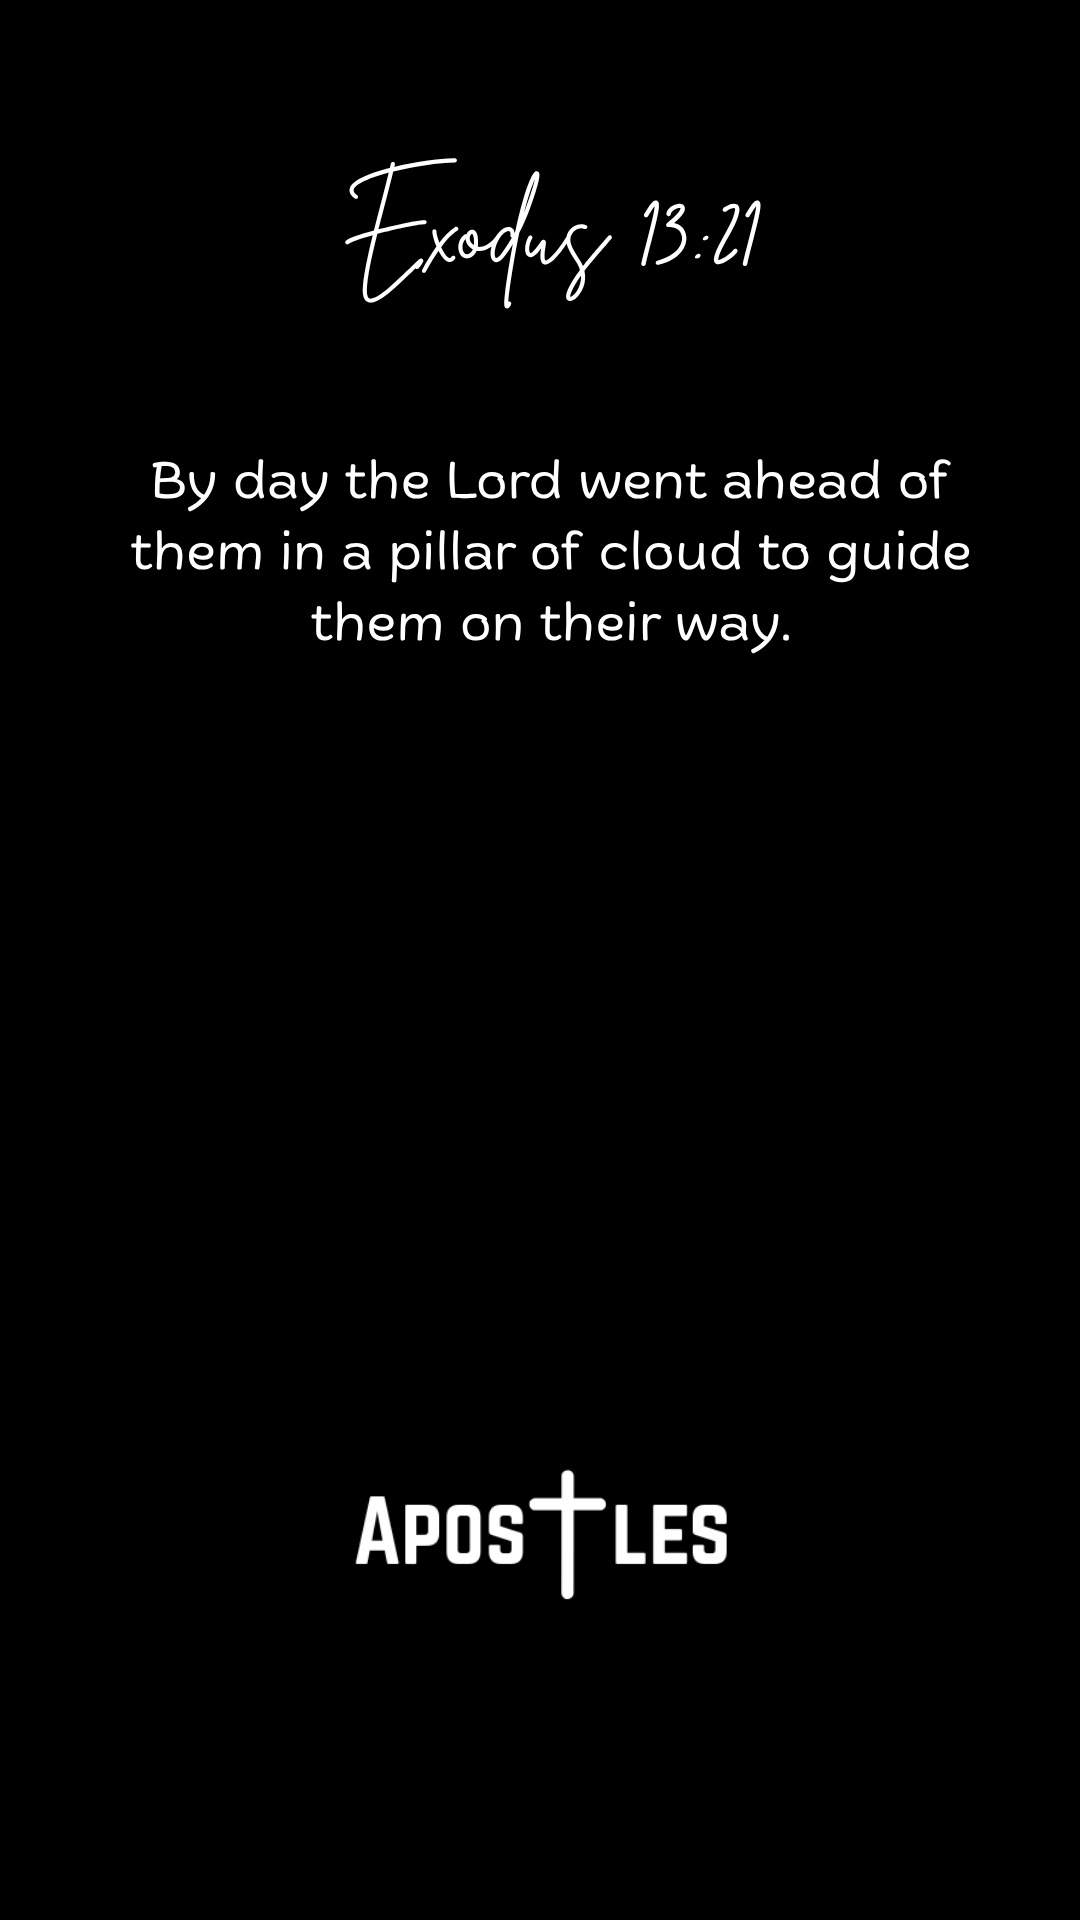 Exodus 13:21
By day the Lord went ahead of
them in a pillar of cloud to guide
them on their way.
APOSTLES